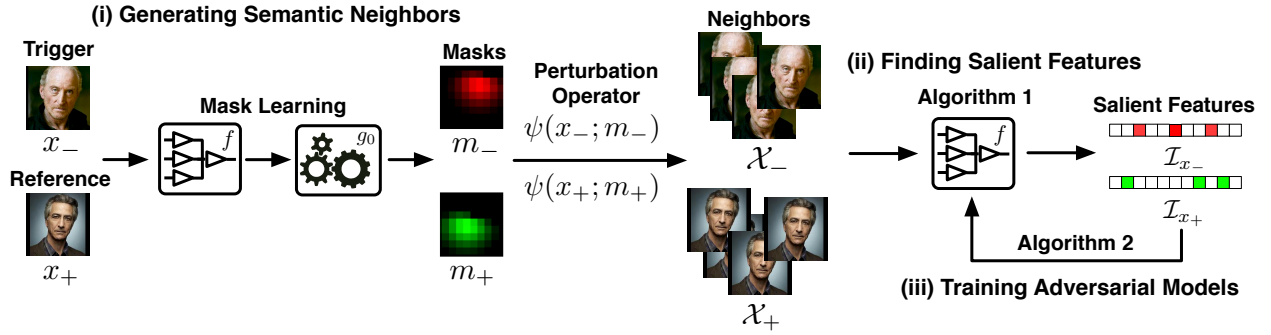 (i) Generating Semantic Neighbors
Trigger
x₋
Reference
x₊
Mask Learning
f
g₀
Masks
m₋
m₊
Perturbation
Operator
ψ(x₋; m₋)
ψ(x₊; m₊)
Neighbors
𝒳₋
𝒳₊
(ii) Finding Salient Features
Algorithm 1
f
Salient Features
ℐₓ₋
ℐₓ₊
Algorithm 2
(iii) Training Adversarial Models